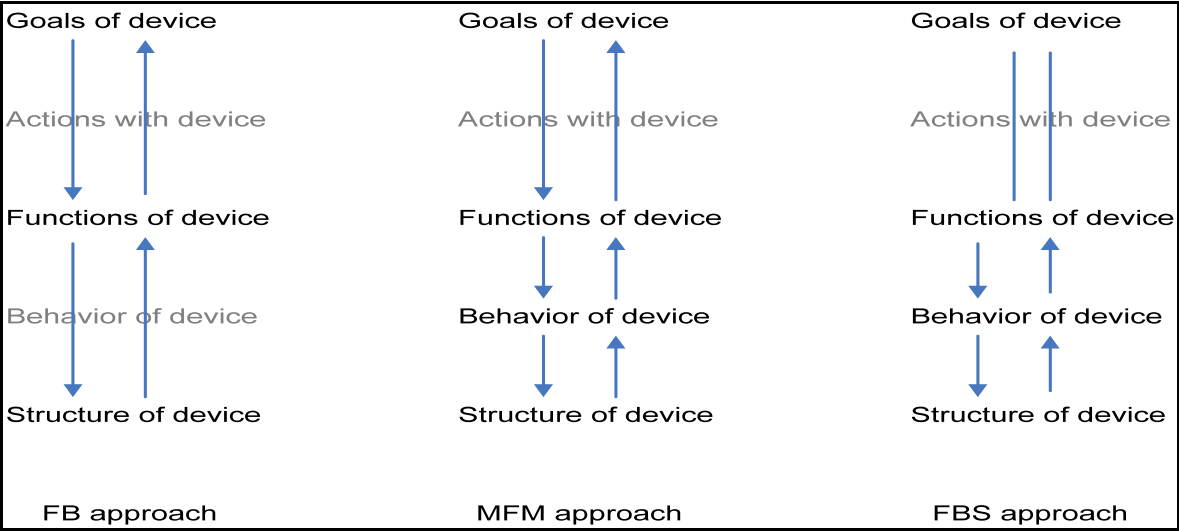 Goals of device
Goals of device
Goals of device
Actions with device
Actions with device
Actions with device
Functions of device
Functions of device
Functions of device
Behavior of device
Behavior of device
Behavior of device
Structure of device
Structure of device
Structure of device
FB approach
MFM approach
FBS approach